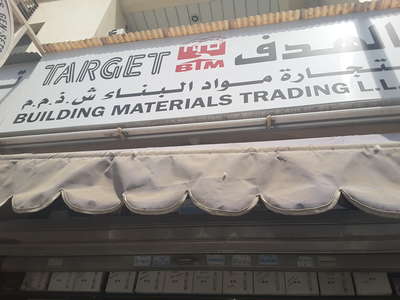 TARGET BTM الهدف
لتجارة مواد البناء ش.ذ.م.م
BUILDING MATERIALS TRADING L.L